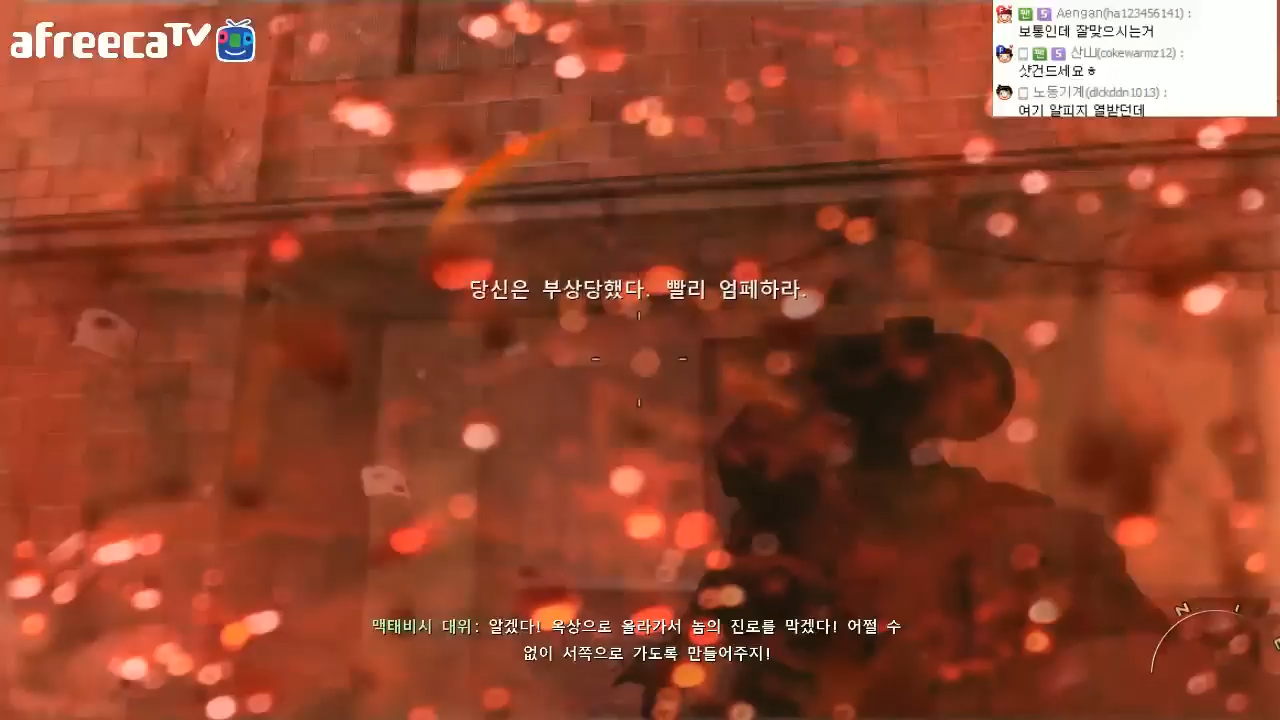 afreecaTV
Aengan(ha123456141) :
보통인데 잘맞으시는거
산山(cokewarmz12) :
샷건드세요ㅎ
노동기계(dkkddn1013) :
여기 알피지 열받던데
당신은 부상당했다. 빨리 엄폐하라.
맥태비시 대위: 알겠다! 옥상으로 올라가서 놈의 진로를 막겠다! 어쩔 수
없이 서쪽으로 가도록 만들어주지!
N